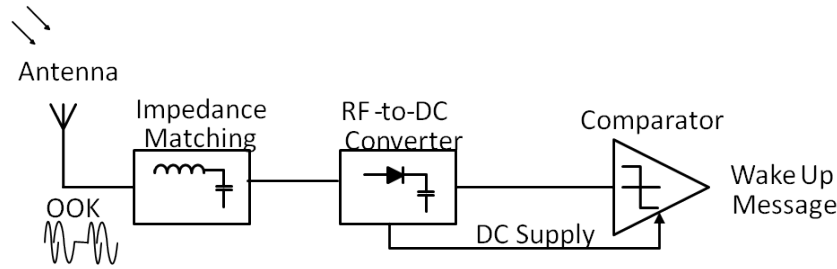 Antenna
Impedance
Matching
RF-to-DC
Converter
Comparator
Wake Up
Message
OOK
DC Supply